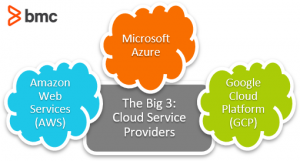 bmc
Microsoft
Azure
Amazon
Web
Services
(AWS)
The Big 3:
Cloud Service
Providers
Google
Cloud
Platform
(GCP)